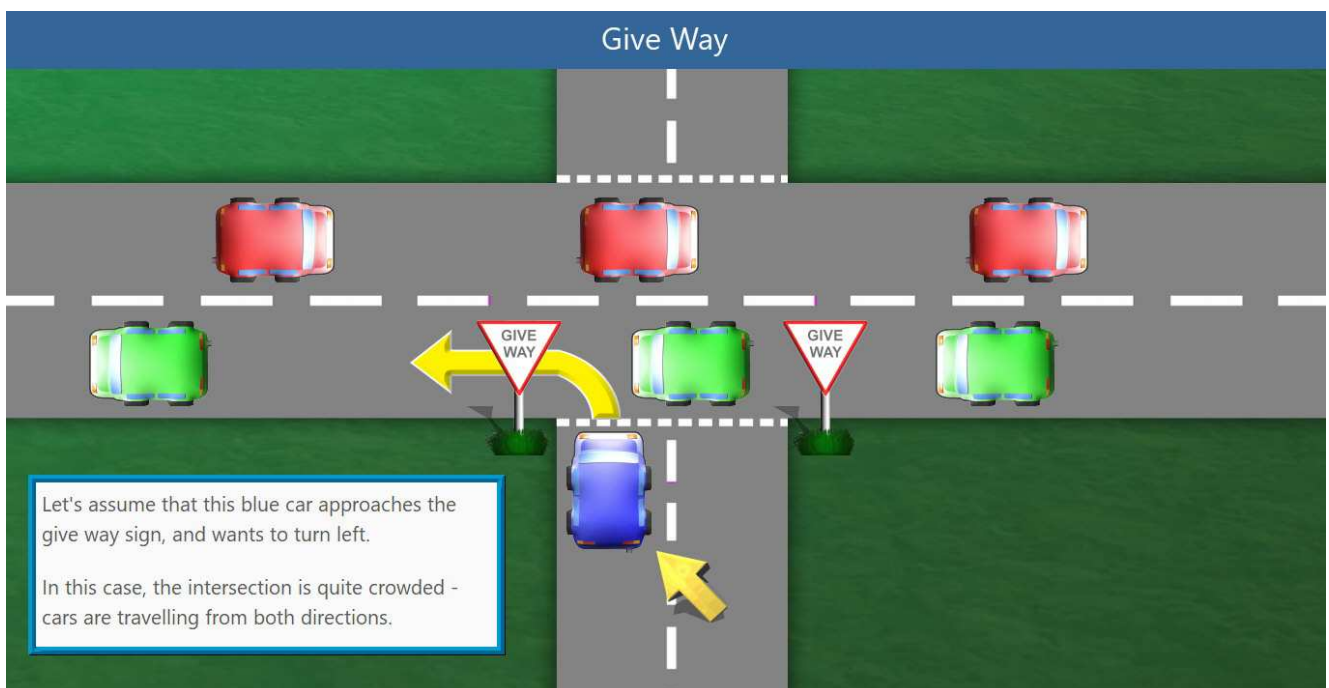 Give Way
GIVE
WAY
GIVE
WAY
Let's assume that this blue car approaches the
give way sign, and wants to turn left.
In this case, the intersection is quite crowded -
cars are travelling from both directions.